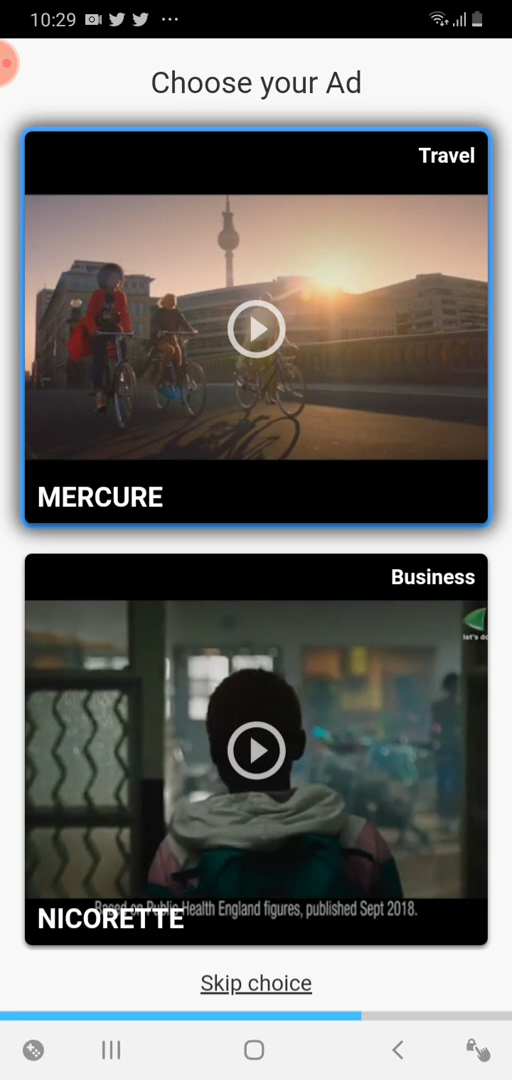 10:29
Choose your Ad
Travel
MERCURE
Business
let's do
Based on Public Health England figures, published Sept 2018.
NICORETTE
Skip choice